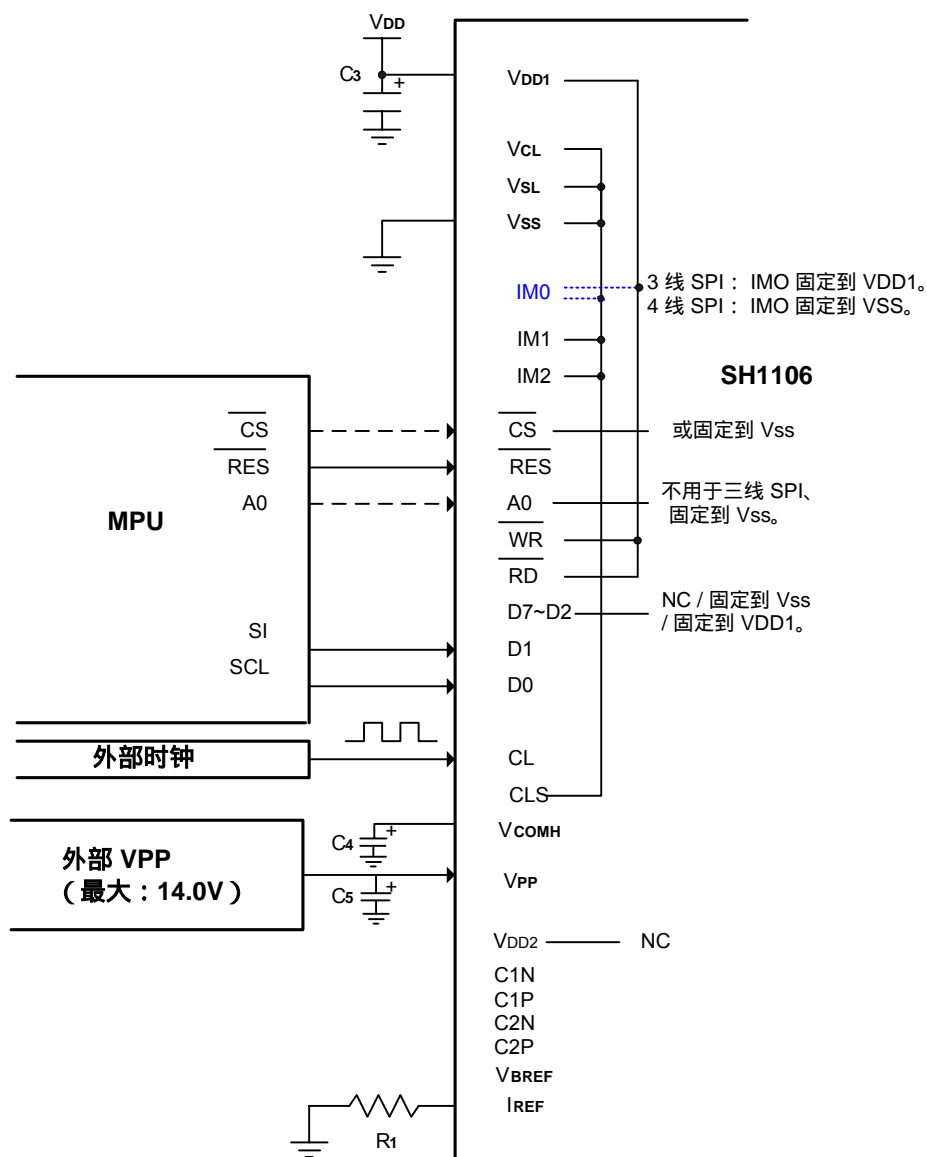 VDD
C3
+
VDD1
VCL
VSL
VSS
IM0
3 线 SPI： IMO 固定到 VDD1。
4 线 SPI： IMO 固定到 VSS。
IM1
IM2
SH1106
CS
CS
或固定到 Vss
RES
RES
A0
A0
不用于三线 SPI、
固定到 Vss。
MPU
WR
RD
D7~D2
NC / 固定到 Vss
/ 固定到 VDD1。
SI
D1
SCL
D0
外部时钟
CL
CLS
C4
+
VCOMH
外部 VPP
（最大：14.0V）
C5
+
VPP
VDD2
NC
C1N
C1P
C2N
C2P
VBREF
IREF
R1